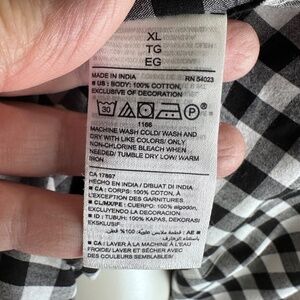 XL
TG
EG
MADE IN INDIA RN 54023
■ US : BODY: 100% COTTON,
EXCLUSIVE OF DECORATION
30
P
1166
MACHINE WASH COLD/ WASH AND
DRY WITH LIKE COLORS/ ONLY
NON-CHLORINE BLEACH WHEN
NEEDED/ TUMBLE DRY LOW/ WARM
IRON
CA 17897
HECHO EN INDIA / DIBUAT DI INDIA
■ CA : CORPS: 100% COTON, À
L'EXCEPTION DES GARNITURES
■ CL/MX/PE : CUERPO: 100% algodon,
EXCLUYENDO LA DECORACION
■ ID : TUBUH: 100% KAPAS, DEKORASI
EKSKLUSIF
■ CA : LAVER À LA MACHINE À L'EAU
FROIDE/ LAVER ET SÉCHER AVEC
DES COULEURS SEMBLABLES/